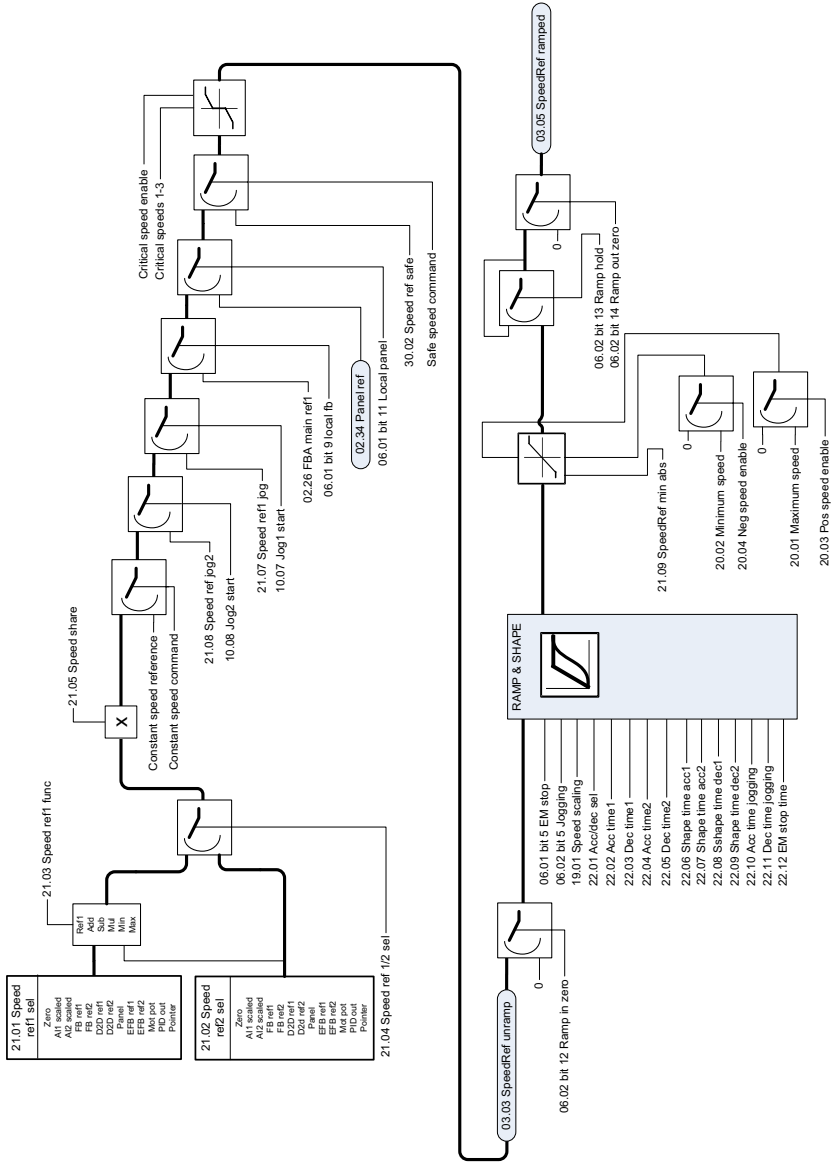 21.01 Speed
ref1 sel
Zero
AI1 scaled
AI2 scaled
FB ref1
FB ref2
D2D ref1
D2D ref2
Panel
EFB ref1
EFB ref2
Mot pot
PID out
Pointer
21.02 Speed
ref2 sel
Zero
AI1 scaled
AI2 scaled
FB ref1
FB ref2
D2D ref1
D2d ref2
Panel
EFB ref1
EFB ref2
Mot pot
PID out
Pointer
21.04 Speed ref 1/2 sel
21.03 Speed ref1 func
Ref1
Add
Sub
Mul
Min
Max
21.05 Speed share
X
Constant speed reference
Constant speed command
21.08 Speed ref jog2
10.08 Jog2 start
21.07 Speed ref1 jog
10.07 Jog1 start
02.26 FBA main ref1
06.01 bit 9 local fb
02.34 Panel ref
06.01 bit 11 Local panel
30.02 Speed ref safe
Safe speed command
Critical speed enable
Critical speeds 1-3
03.03 SpeedRef unramp
0
06.02 bit 12 Ramp in zero
06.01 bit 5 EM stop
06.02 bit 5 Jogging
19.01 Speed scaling
22.01 Acc/dec sel
22.02 Acc time1
22.03 Dec time1
22.04 Acc time2
22.05 Dec time2
22.06 Shape time acc1
22.07 Shape time acc2
22.08 Sshape time dec1
22.09 Shape time dec2
22.10 Acc time jogging
22.11 Dec time jogging
22.12 EM stop time
RAMP & SHAPE
21.09 SpeedRef min abs
0
20.02 Minimum speed
20.04 Neg speed enable
0
20.01 Maximum speed
20.03 Pos speed enable
06.02 bit 13 Ramp hold
06.02 bit 14 Ramp out zero
0
03.05 SpeedRef ramped